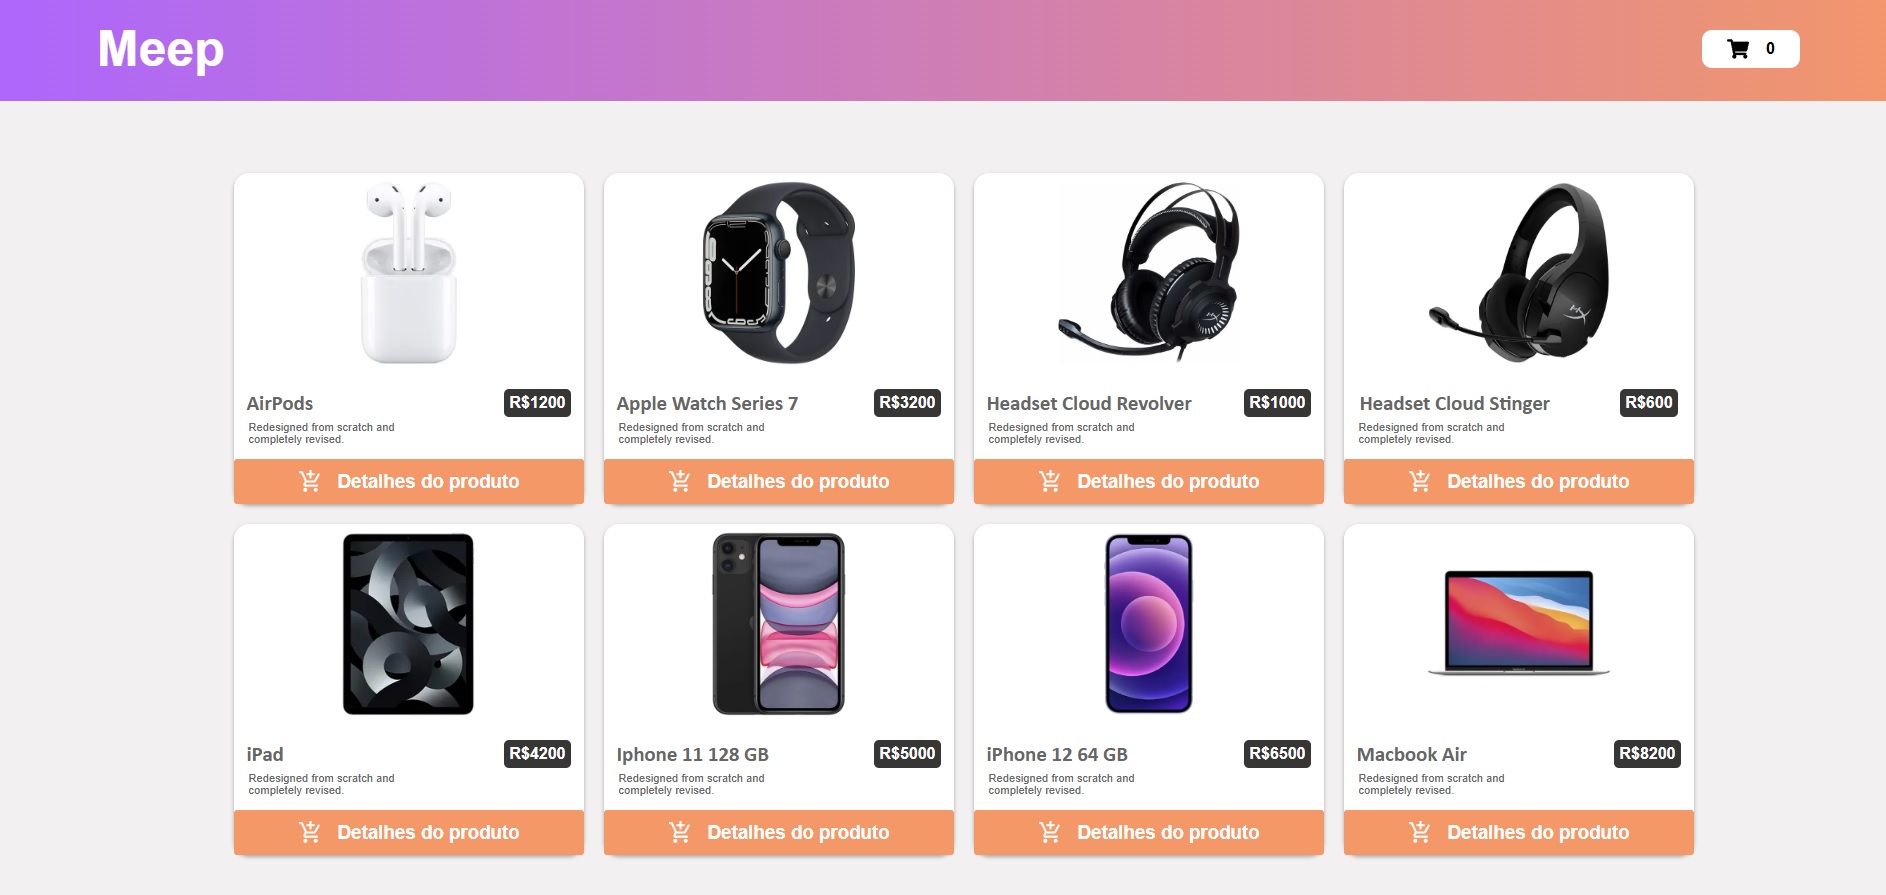 Meep
0
AirPods R$1200
Redesigned from scratch and
completely revised.
Detalhes do produto
Apple Watch Series 7 R$3200
Redesigned from scratch and
completely revised.
Detalhes do produto
Headset Cloud Revolver R$1000
Redesigned from scratch and
completely revised.
Detalhes do produto
Headset Cloud Stinger R$600
Redesigned from scratch and
completely revised.
Detalhes do produto
iPad R$4200
Redesigned from scratch and
completely revised.
Detalhes do produto
Iphone 11 128 GB R$5000
Redesigned from scratch and
completely revised.
Detalhes do produto
iPhone 12 64 GB R$6500
Redesigned from scratch and
completely revised.
Detalhes do produto
Macbook Air R$8200
Redesigned from scratch and
completely revised.
Detalhes do produto